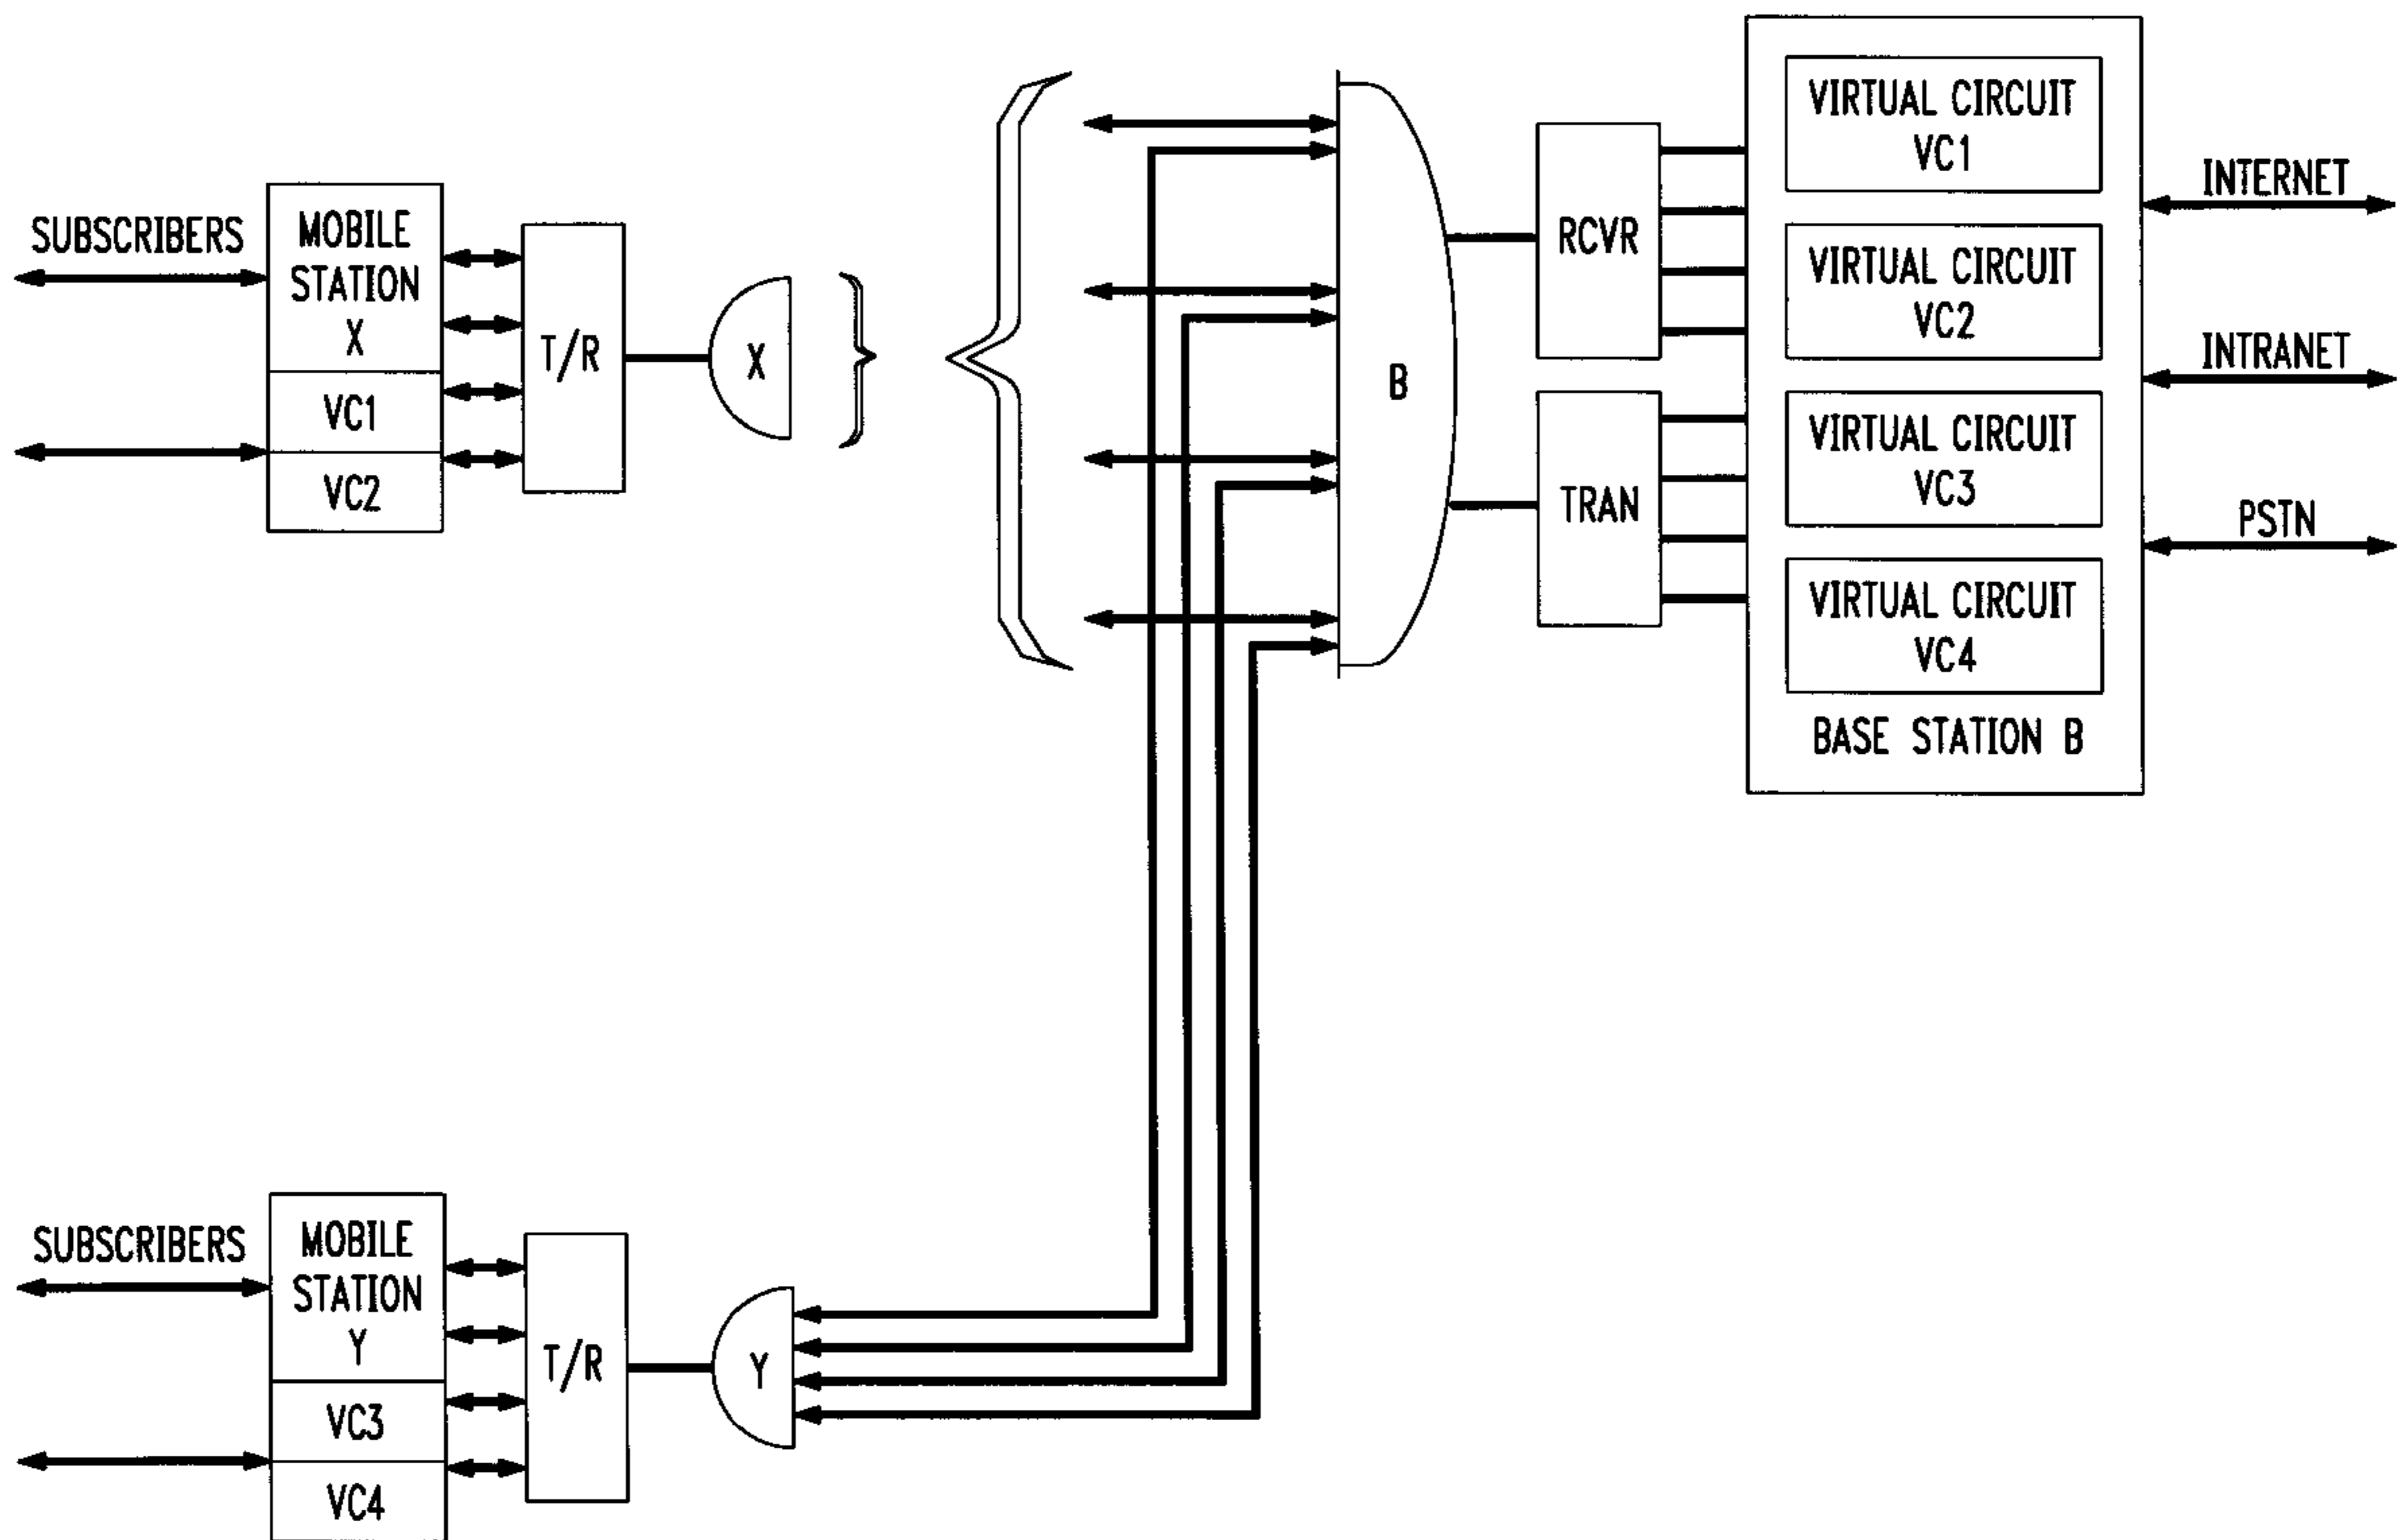 SUBSCRIBERS
MOBILE
STATION
X
VC1
VC2
T/R
X
B
RCVR
TRAN
VIRTUAL CIRCUIT
VC1
VIRTUAL CIRCUIT
VC2
VIRTUAL CIRCUIT
VC3
VIRTUAL CIRCUIT
VC4
BASE STATION B
INTERNET
INTRANET
PSTN
SUBSCRIBERS
MOBILE
STATION
Y
VC3
VC4
T/R
Y